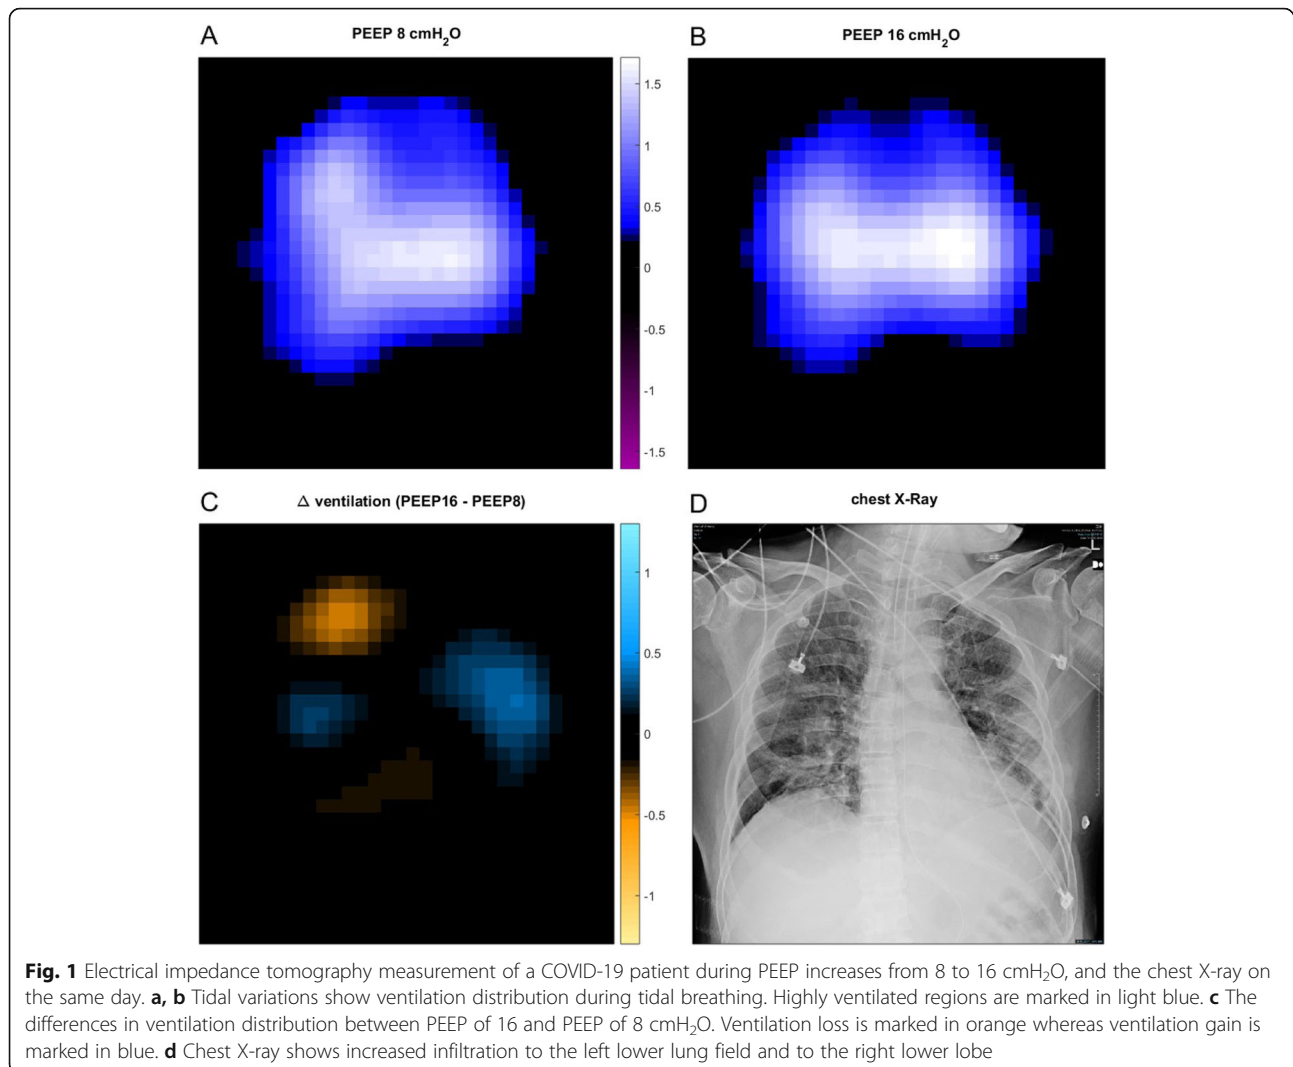 A
PEEP 8 cmH2O
B
PEEP 16 cmH2O
1.5
1
0.5
0
-0.5
-1
-1.5
C
Δ ventilation (PEEP16 - PEEP8)
D
chest X-Ray
1
0.5
0
-0.5
-1
L
Fig. 1 Electrical impedance tomography measurement of a COVID-19 patient during PEEP increases from 8 to 16 cmH2O, and the chest X-ray on
the same day. a, b Tidal variations show ventilation distribution during tidal breathing. Highly ventilated regions are marked in light blue. c The
differences in ventilation distribution between PEEP of 16 and PEEP of 8 cmH2O. Ventilation loss is marked in orange whereas ventilation gain is
marked in blue. d Chest X-ray shows increased infiltration to the left lower lung field and to the right lower lobe